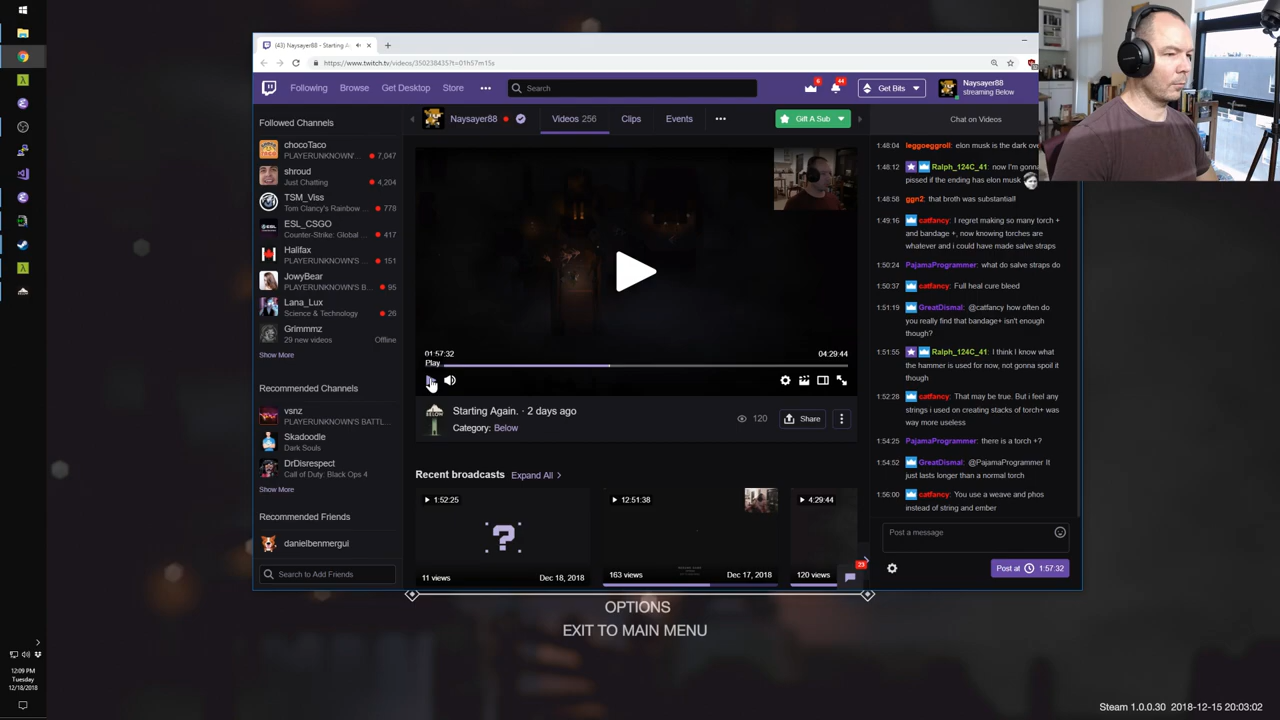 (43) Naysayer88 - Starting A
https://www.twitch.tv/videos/350238435?t=01h57m15s
Following
Browse
Get Desktop
Store
Search
6
44
Get Bits
Naysayer88
streaming Below
Followed Channels
chocoTaco
PLAYERUNKNOWN'... 7,047
shroud
Just Chatting 4,204
TSM_Viss
Tom Clancy's Rainbow ... 778
ESL_CSGO
Counter-Strike: Global ... 417
Halifax
PLAYERUNKNOWN'S ... 151
JowyBear
PLAYERUNKNOWN'S B... 95
Lana_Lux
Science & Technology 26
Grimmmz
29 new videos Offline
Show More
Recommended Channels
vsnz
PLAYERUNKNOWN'S BATTL...
Skadoodle
Dark Souls
DrDisrespect
Call of Duty: Black Ops 4
Show More
Recommended Friends
danielbenmergui
Search to Add Friends
Naysayer88
Videos 256
Clips
Events
Gift A Sub
01:57:32
04:29:44
Play
Starting Again. · 2 days ago
Category: Below
120
Share
Recent broadcasts Expand All
1:52:25
11 views Dec 18, 2018
12:51:38
163 views Dec 17, 2018
4:29:44
120 views
23
Chat on Videos
1:48:04 leggoeggroll: elon musk is the dark ov
1:48:12 Ralph_124C_41: now I'm gonna
pissed if the ending has elon musk
1:48:58 ggn2: that broth was substantial!
1:49:16 catfancy: I regret making so many torch +
and bandage +, now knowing torches are
whatever and i could have made salve straps
1:50:24 PajamaProgrammer: what do salve straps do
1:50:37 catfancy: Full heal cure bleed
1:51:19 GreatDismal: @catfancy how often do
you really find that bandage+ isn't enough
though?
1:51:55 Ralph_124C_41: I think I know what
the hammer is used for now, not gonna spoil it
though
1:52:28 catfancy: That may be true. But i feel any
strings i used on creating stacks of torch+ was
way more useless
1:54:25 PajamaProgrammer: there is a torch +?
1:54:52 GreatDismal: @PajamaProgrammer It
just lasts longer than a normal torch
1:56:00 catfancy: You use a weave and phos
instead of string and ember
Post a message
Post at 1:57:32
OPTIONS
EXIT TO MAIN MENU
12:09 PM
Tuesday
12/18/2018
Steam 1.0.0.30 2018-12-15 20:03:02